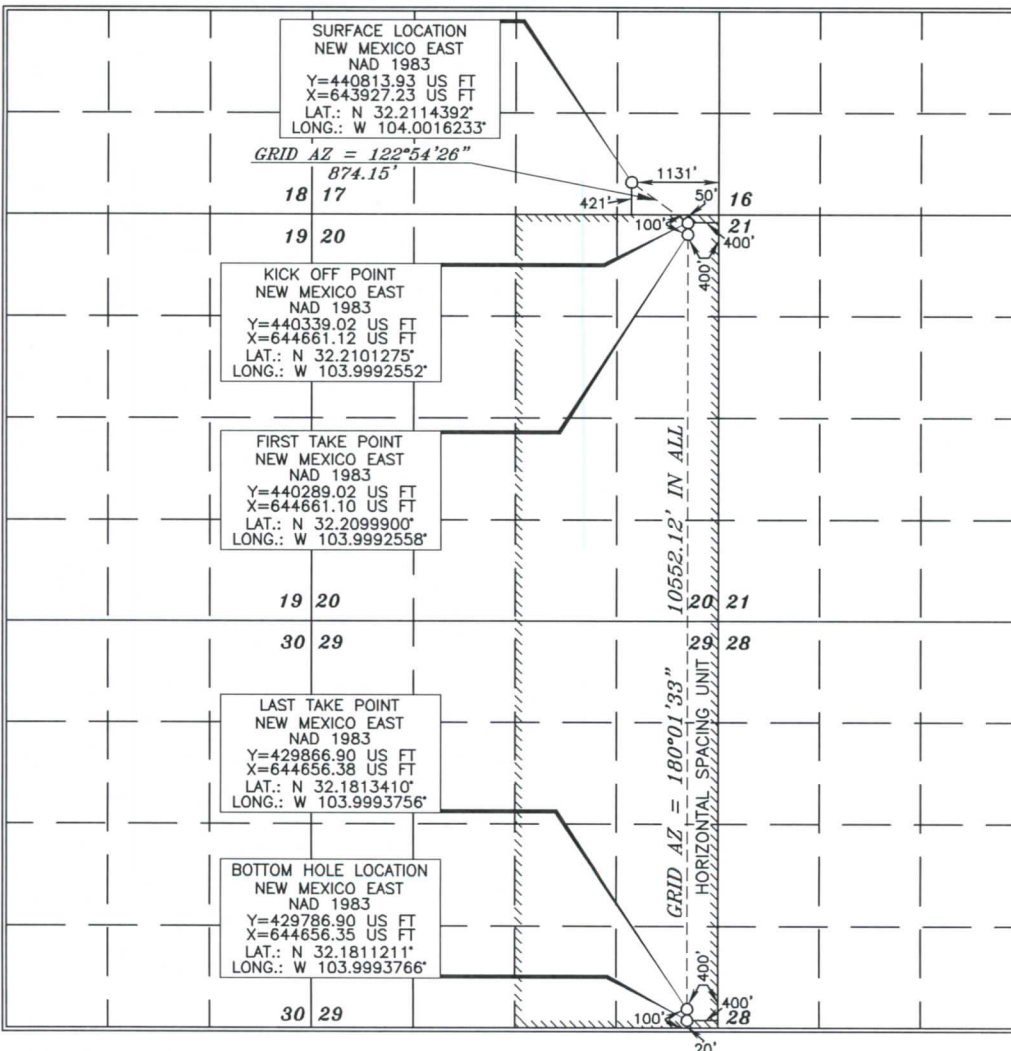 SURFACE LOCATION
NEW MEXICO EAST
NAD 1983
Y=440813.93 US FT
X=643927.23 US FT
LAT.: N 32.2114392°
LONG.: W 104.0016233°
GRID AZ = 122°54'26"
874.15'
1131'
421'
50'
18 17
16
100'
19 20
21
400'
400'
KICK OFF POINT
NEW MEXICO EAST
NAD 1983
Y=440339.02 US FT
X=644661.12 US FT
LAT.: N 32.2101275°
LONG.: W 103.9992552°
FIRST TAKE POINT
NEW MEXICO EAST
NAD 1983
Y=440289.02 US FT
X=644661.10 US FT
LAT.: N 32.2099900°
LONG.: W 103.9992558°
GRID AZ = 180°01'33" 10552.12' IN ALL
19 20
20 21
30 29
29 28
HORIZONTAL SPACING UNIT
LAST TAKE POINT
NEW MEXICO EAST
NAD 1983
Y=429866.90 US FT
X=644656.38 US FT
LAT.: N 32.1813410°
LONG.: W 103.9993756°
BOTTOM HOLE LOCATION
NEW MEXICO EAST
NAD 1983
Y=429786.90 US FT
X=644656.35 US FT
LAT.: N 32.1811211°
LONG.: W 103.9993766°
400'
400'
30 29
100'
28
20'